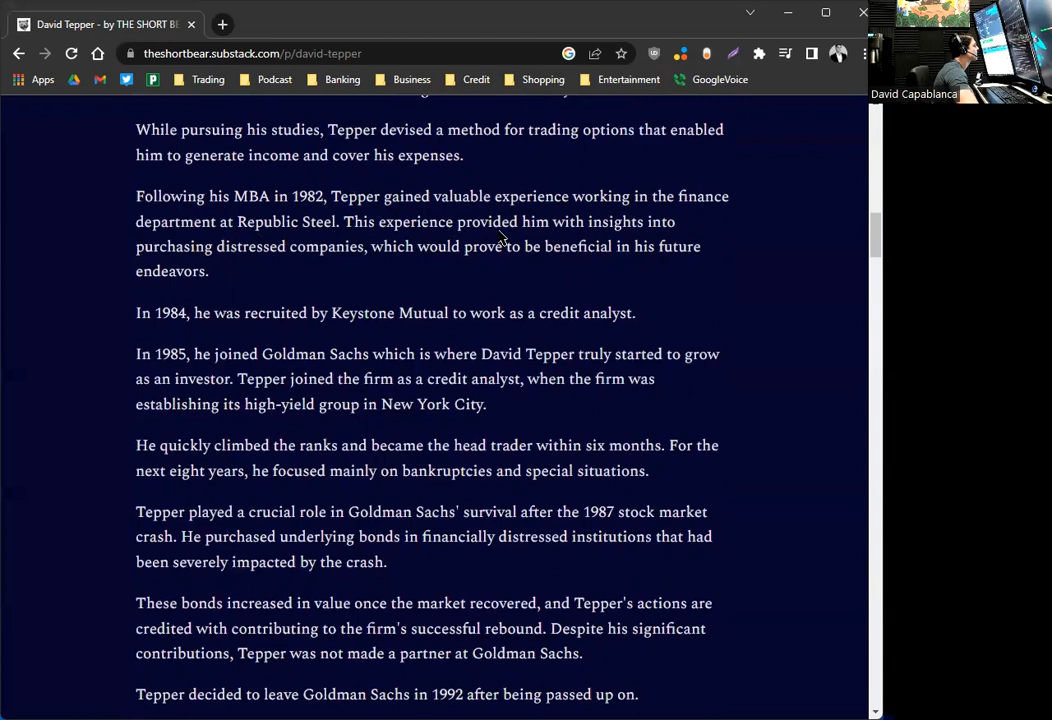 David Tepper - by THE SHORT BE
theshortbear.substack.com/p/david-tepper
Apps
Trading
Podcast
Banking
Business
Credit
Shopping
Entertainment
GoogleVoice
David Capablanca
While pursuing his studies, Tepper devised a method for trading options that enabled
him to generate income and cover his expenses.
Following his MBA in 1982, Tepper gained valuable experience working in the finance
department at Republic Steel. This experience provided him with insights into
purchasing distressed companies, which would prove to be beneficial in his future
endeavors.
In 1984, he was recruited by Keystone Mutual to work as a credit analyst.
In 1985, he joined Goldman Sachs which is where David Tepper truly started to grow
as an investor. Tepper joined the firm as a credit analyst, when the firm was
establishing its high-yield group in New York City.
He quickly climbed the ranks and became the head trader within six months. For the
next eight years, he focused mainly on bankruptcies and special situations.
Tepper played a crucial role in Goldman Sachs' survival after the 1987 stock market
crash. He purchased underlying bonds in financially distressed institutions that had
been severely impacted by the crash.
These bonds increased in value once the market recovered, and Tepper's actions are
credited with contributing to the firm's successful rebound. Despite his significant
contributions, Tepper was not made a partner at Goldman Sachs.
Tepper decided to leave Goldman Sachs in 1992 after being passed up on.